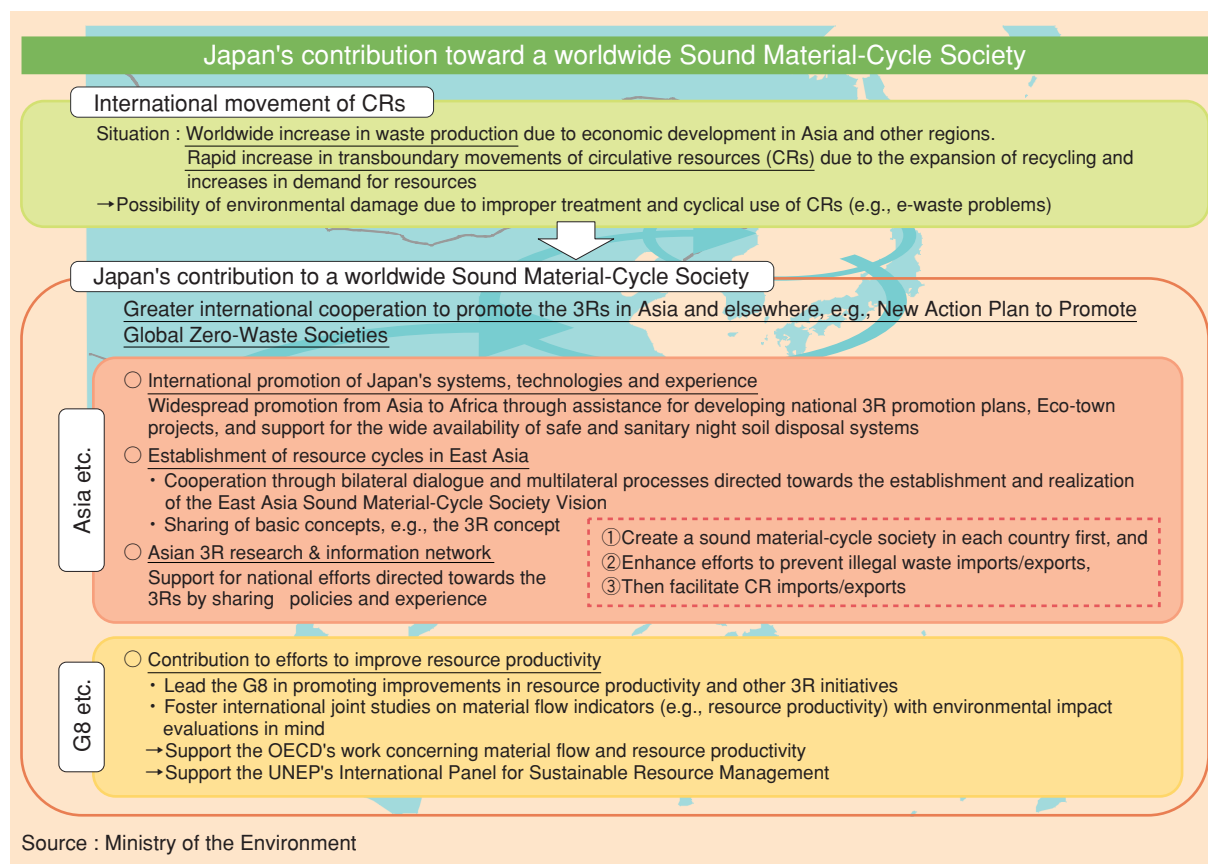 Japan's contribution toward a worldwide Sound Material-Cycle Society
International movement of CRs
Situation : Worldwide increase in waste production due to economic development in Asia and other regions.
Rapid increase in transboundary movements of circulative resources (CRs) due to the expansion of recycling and
increases in demand for resources
→Possibility of environmental damage due to improper treatment and cyclical use of CRs (e.g., e-waste problems)
Japan's contribution to a worldwide Sound Material-Cycle Society
Greater international cooperation to promote the 3Rs in Asia and elsewhere, e.g., New Action Plan to Promote
Global Zero-Waste Societies
Asia etc.
○ International promotion of Japan's systems, technologies and experience
Widespread promotion from Asia to Africa through assistance for developing national 3R promotion plans, Eco-town
projects, and support for the wide availability of safe and sanitary night soil disposal systems
○ Establishment of resource cycles in East Asia
・Cooperation through bilateral dialogue and multilateral processes directed towards the establishment and realization
of the East Asia Sound Material-Cycle Society Vision
・Sharing of basic concepts, e.g., the 3R concept
○ Asian 3R research & information network
Support for national efforts directed towards the
3Rs by sharing policies and experience
①Create a sound material-cycle society in each country first, and
②Enhance efforts to prevent illegal waste imports/exports,
③Then facilitate CR imports/exports
G8 etc.
○ Contribution to efforts to improve resource productivity
・Lead the G8 in promoting improvements in resource productivity and other 3R initiatives
・Foster international joint studies on material flow indicators (e.g., resource productivity) with environmental impact
evaluations in mind
→Support the OECD's work concerning material flow and resource productivity
→Support the UNEP's International Panel for Sustainable Resource Management
Source : Ministry of the Environment